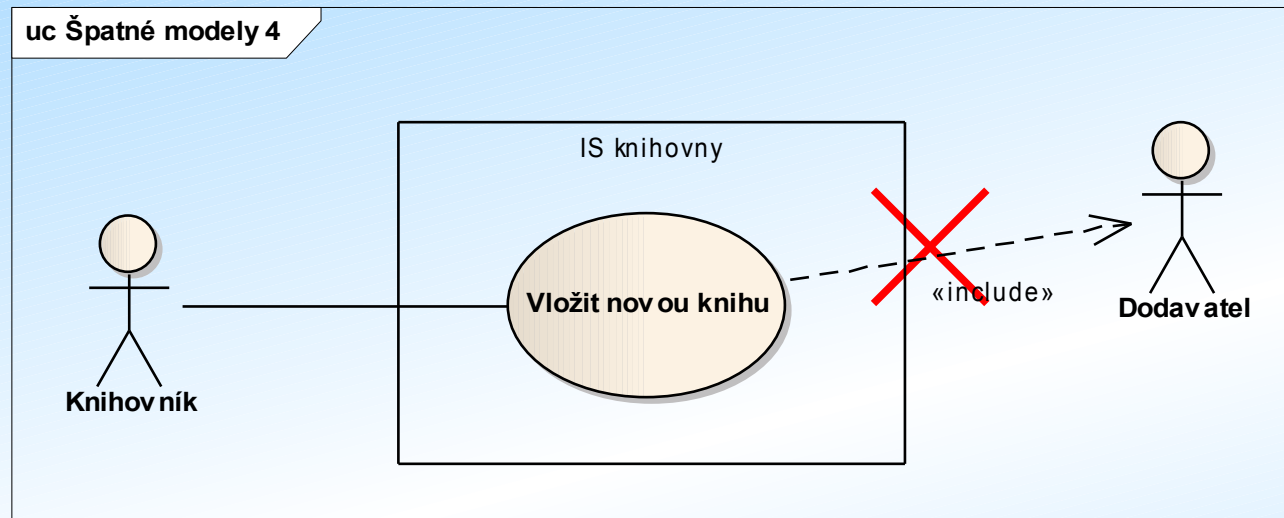 uc Špatné modely 4
IS knihovny
Vložit novou knihu
«include»
Dodavatel
Knihovník